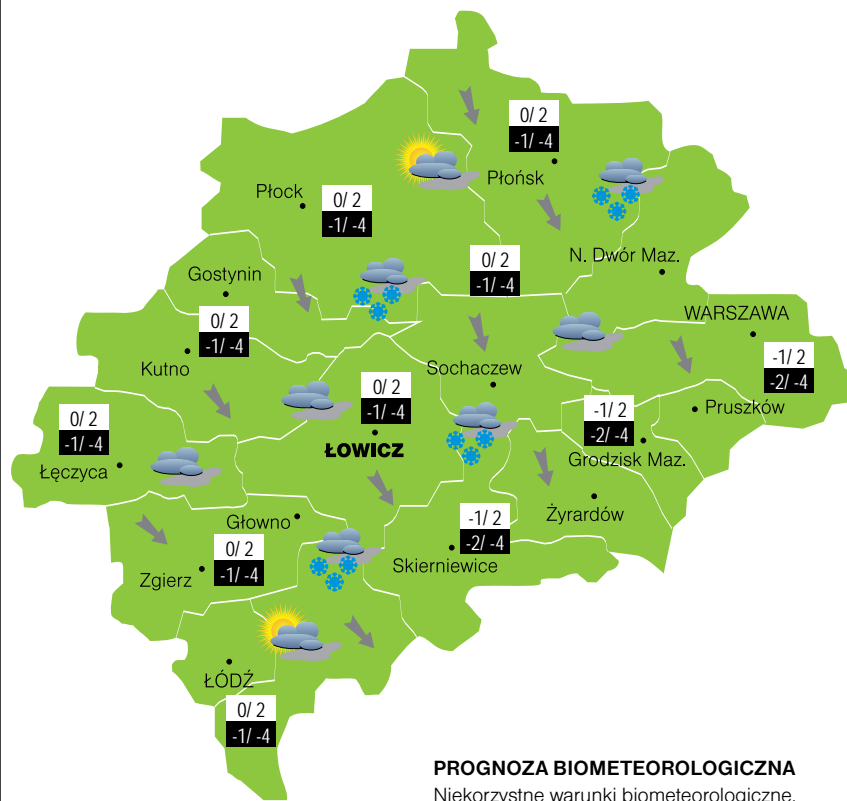 0/ 2
-1/ -4
Płońsk
Płock
0/ 2
-1/ -4
N. Dwór Maz.
0/ 2
-1/ -4
Gostynin
WARSZAWA
0/ 2
-1/ -4
Kutno
-1/ 2
-2/ -4
Sochaczew
0/ 2
-1/ -4
ŁOWICZ
-1/ 2
-2/ -4
Pruszków
Grodzisk Maz.
0/ 2
-1/ -4
Łęczyca
Żyrardów
Głowno
-1/ 2
-2/ -4
Skierniewice
0/ 2
-1/ -4
Zgierz
ŁÓDŹ
0/ 2
-1/ -4
PROGNOZA BIOMETEOROLOGICZNA
Niekorzystne warunki biometeorologiczne.